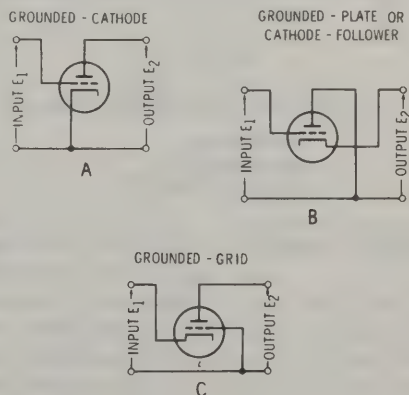 GROUNDED - CATHODE
INPUT E1
OUTPUT E2
A
GROUNDED - PLATE OR
CATHODE - FOLLOWER
INPUT E1
OUTPUT E2
B
GROUNDED - GRID
INPUT E1
OUTPUT E2
C